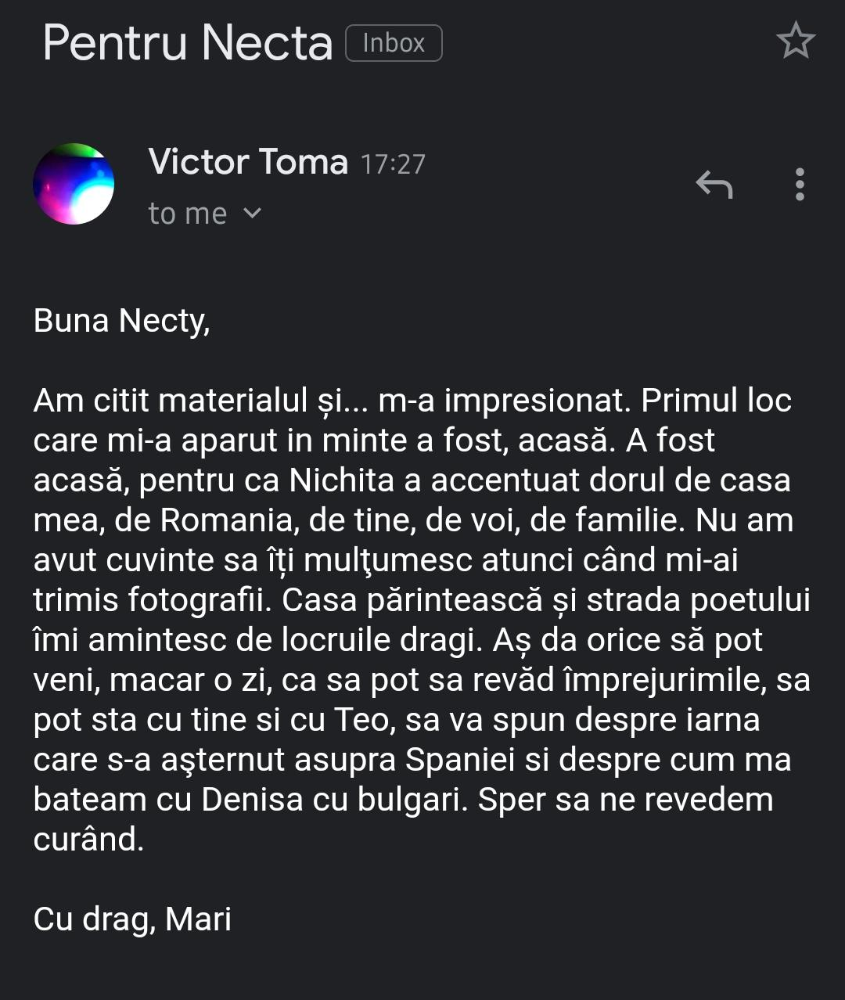 Pentru Necta Inbox
Victor Toma 17:27
to me
Buna Necty,
Am citit materialul și... m-a impresionat. Primul loc
care mi-a aparut in minte a fost, acasă. A fost
acasă, pentru ca Nichita a accentuat dorul de casa
mea, de Romania, de tine, de voi, de familie. Nu am
avut cuvinte sa îți mulţumesc atunci când mi-ai
trimis fotografii. Casa părintească și strada poetului
îmi amintesc de locruile dragi. Aș da orice să pot
veni, macar o zi, ca sa pot sa revăd împrejurimile, sa
pot sta cu tine si cu Teo, sa va spun despre iarna
care s-a aşternut asupra Spaniei si despre cum ma
bateam cu Denisa cu bulgari. Sper sa ne revedem
curând.
Cu drag, Mari